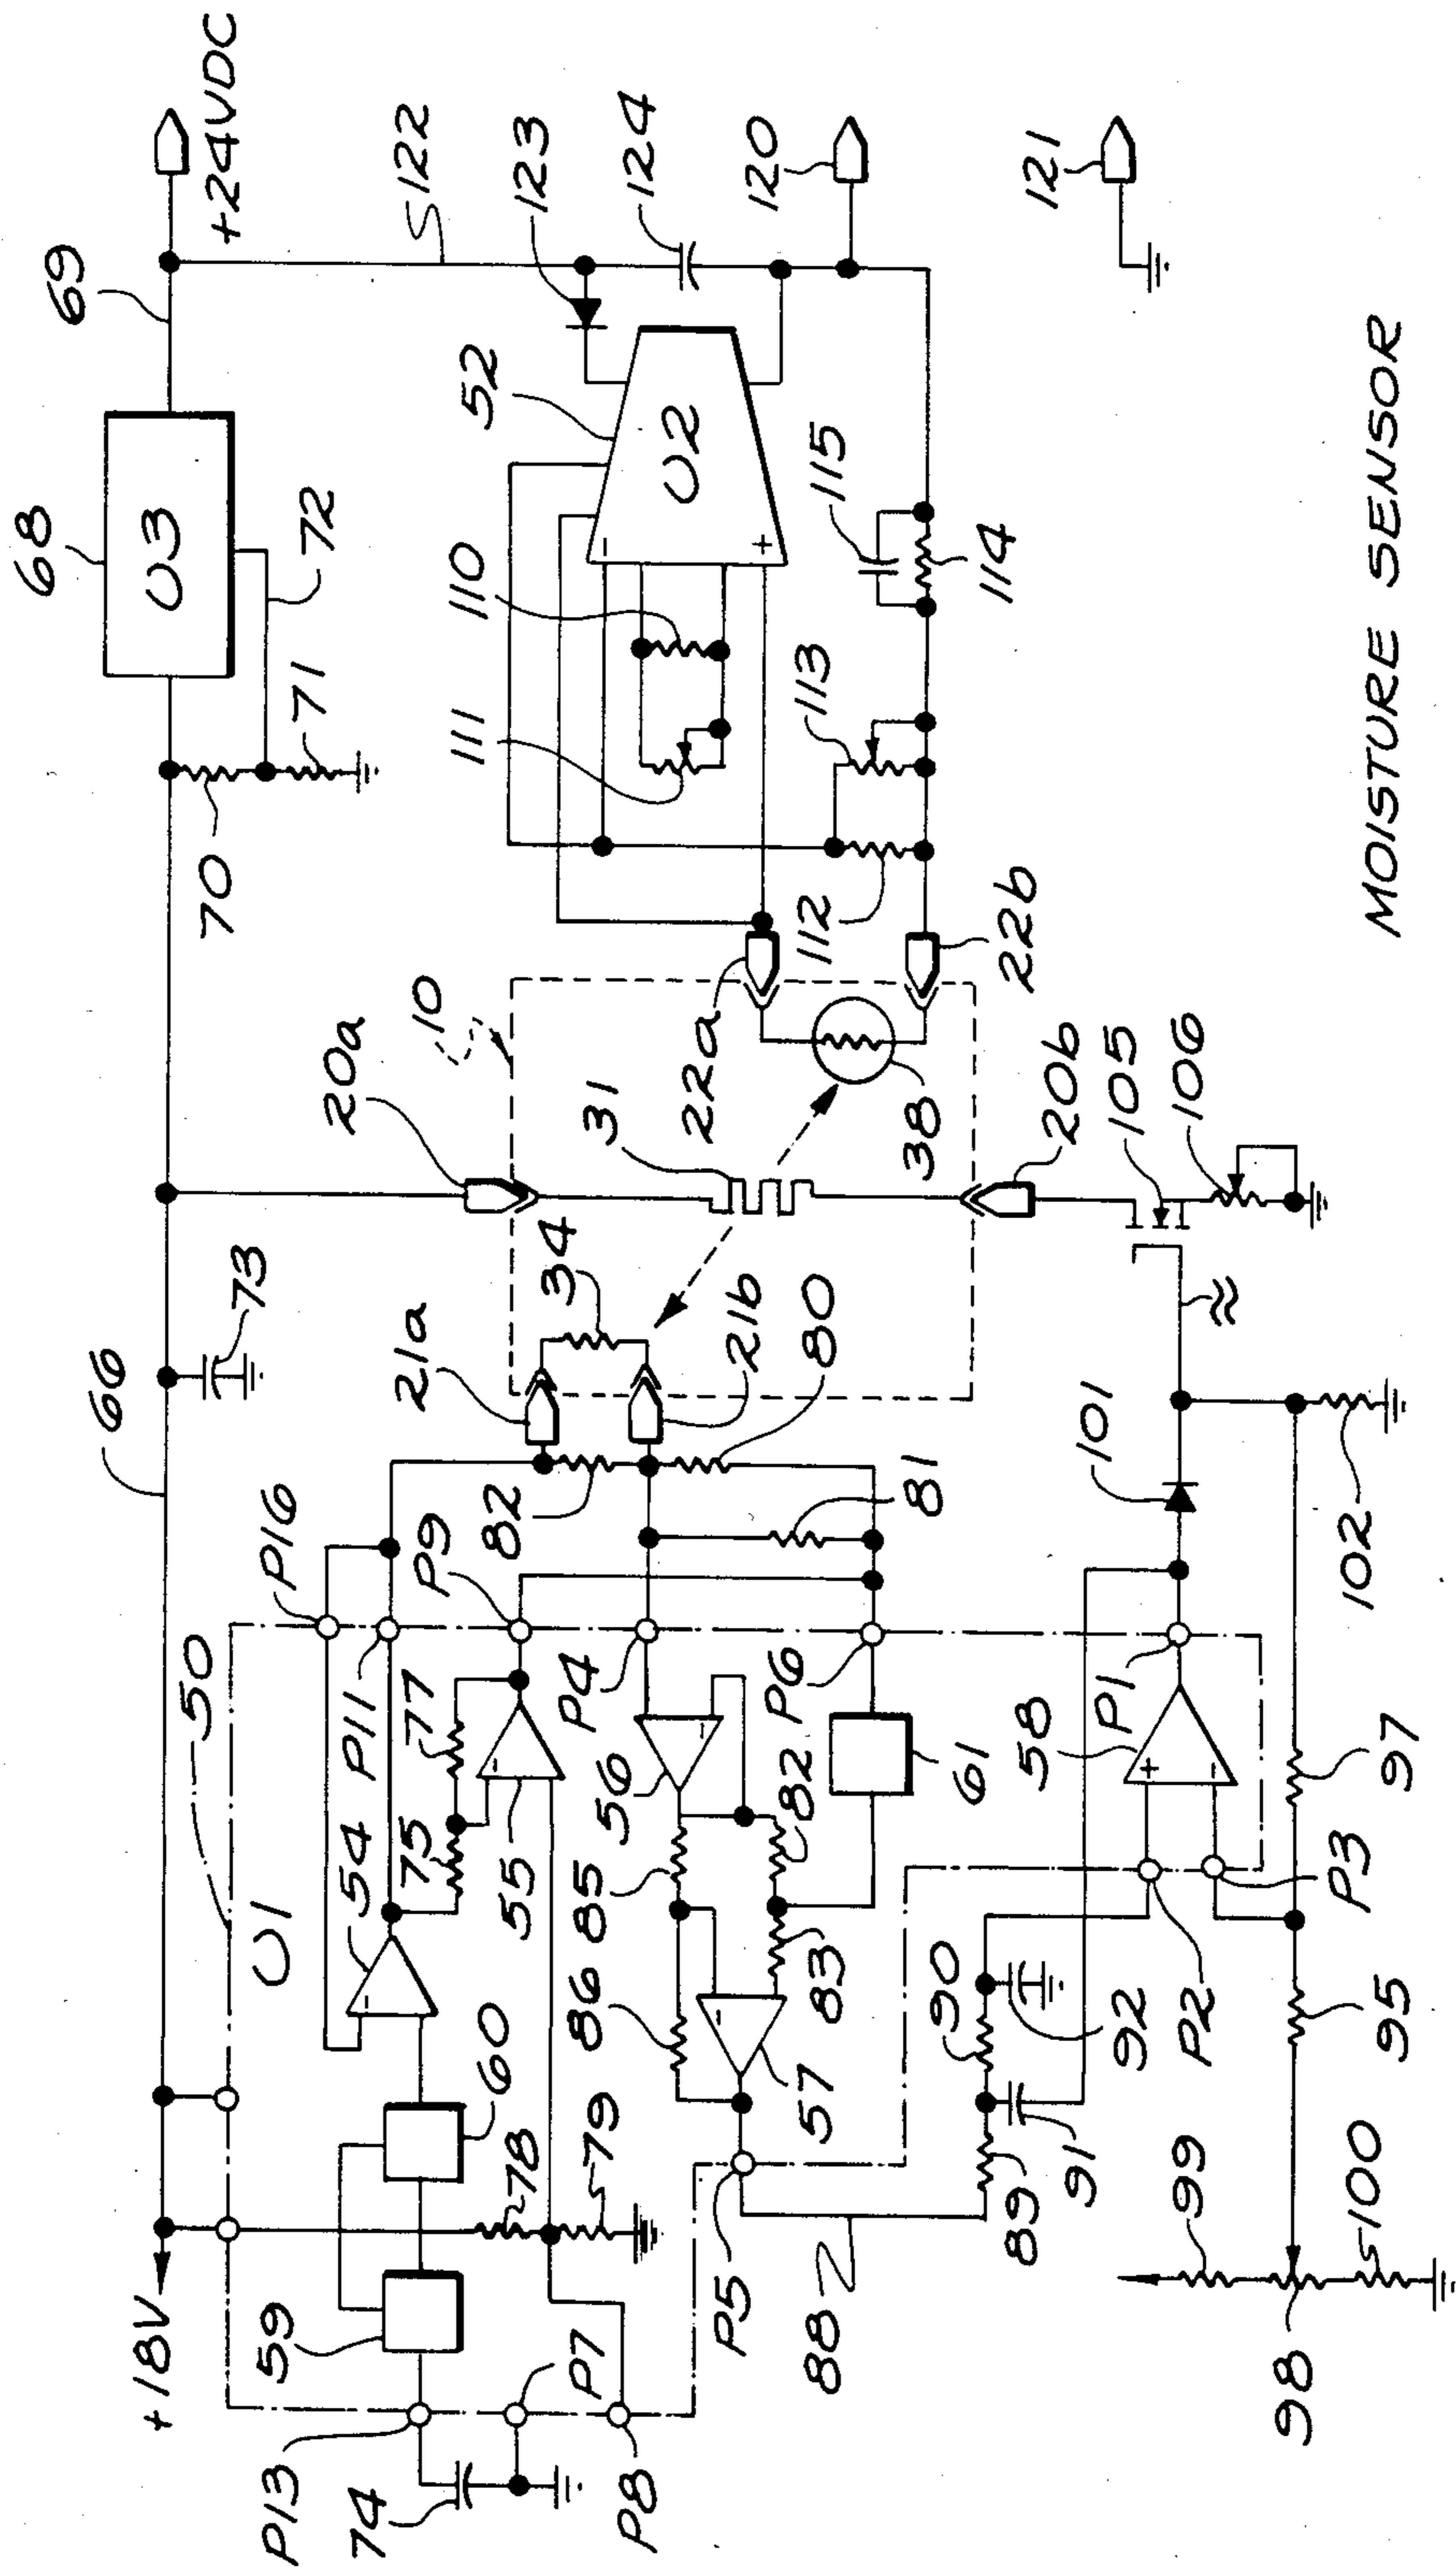 +24VDC
69
68
U3
72
71
70
S122
123
124
120
121
52
U2
-
+
110
111
115
114
113
112
22a
22b
10
20a
31
38
20b
105
106
66
73
34
21a
21b
80
81
82
P16
P11
P9
P4
P6
P1
50
U1
54
75
77
55
-
-
56
-
85
82
61
86
83
57
-
58
+
-
101
102
97
P3
P2
95
90
92
91
89
88
P5
60
59
78
79
+18V
P13
74
P7
P8
99
100
98
MOISTURE SENSOR